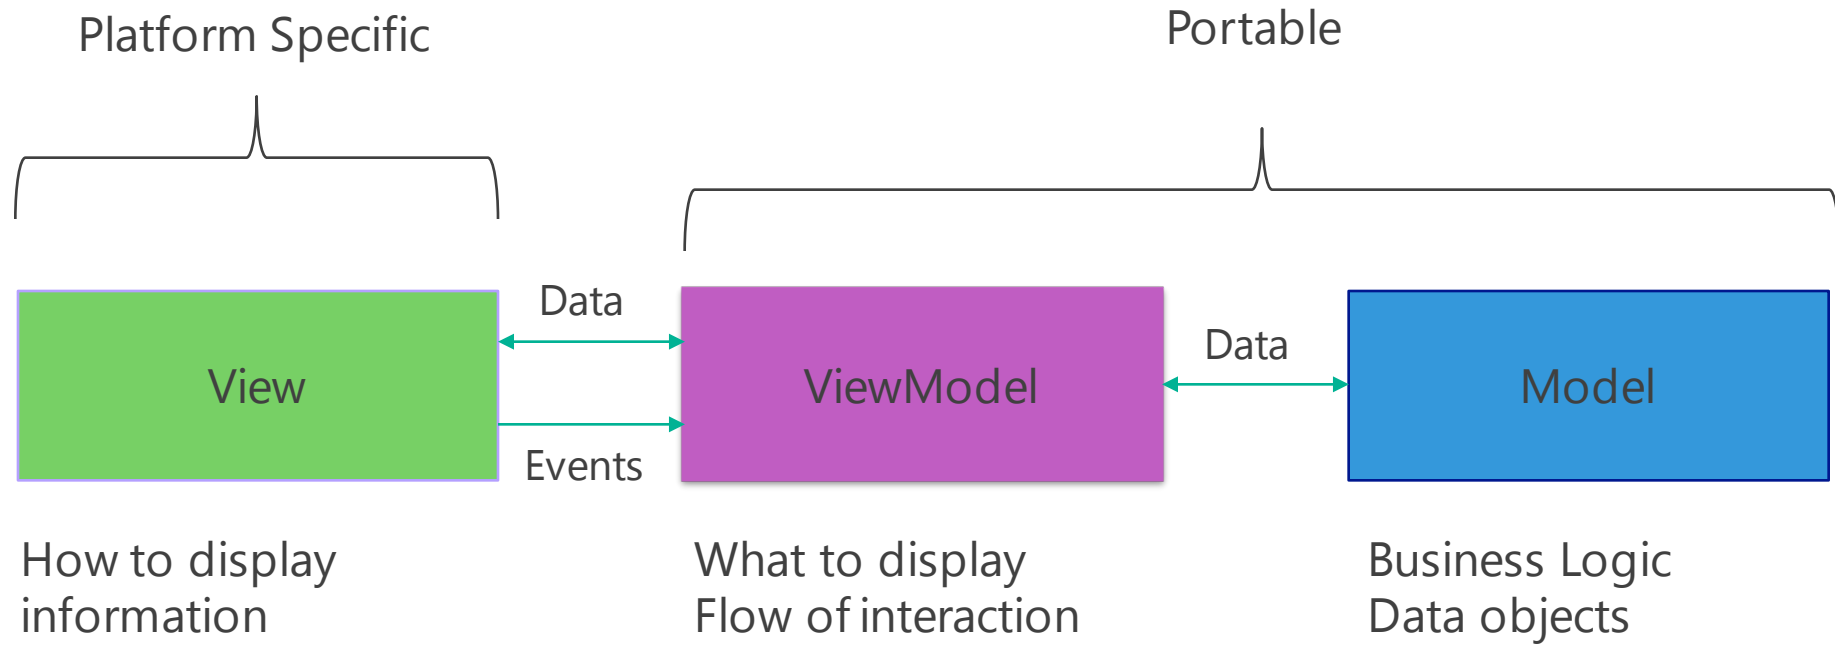 Platform Specific
Portable
Data
Data
View
ViewModel
Model
Events
How to display
information
What to display
Flow of interaction
Business Logic
Data objects